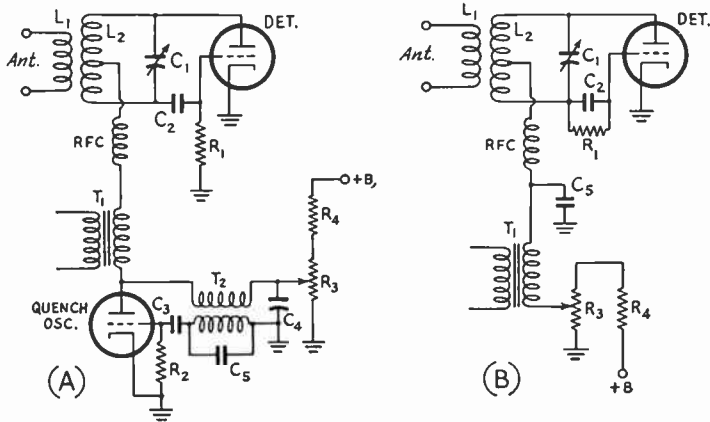 L1
L2
DET.
Ant.
C1
C2
R1
RFC
T1
+B,
R4
R3
T2
C4
QUENCH
OSC.
C3
R2
C5
(A)
L1
L2
DET.
Ant.
C1
C2
R1
RFC
C5
T1
R3
R4
+B
(B)